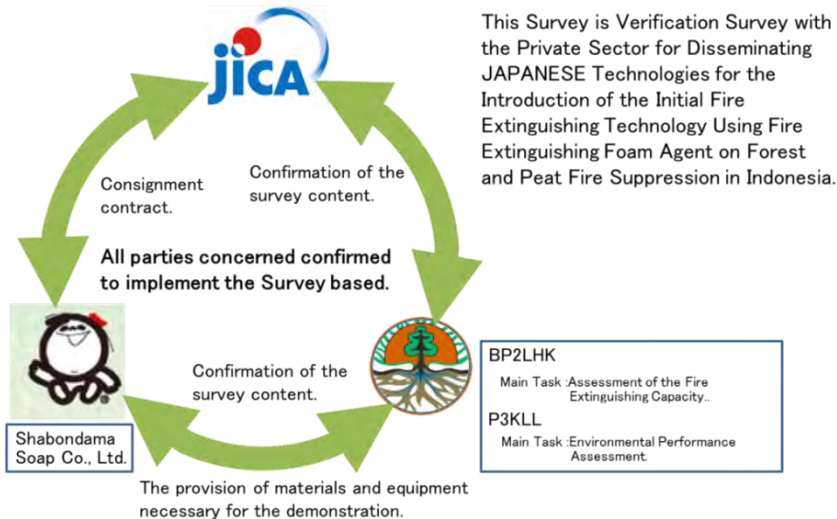 JICA
This Survey is Verification Survey with
the Private Sector for Disseminating
JAPANESE Technologies for the
Introduction of the Initial Fire
Extinguishing Technology Using Fire
Extinguishing Foam Agent on Forest
and Peat Fire Suppression in Indonesia.
Consignment
contract.
Confirmation of the
survey content.
All parties concerned confirmed
to implement the Survey based.
Confirmation of the
survey content.
®
Shabondama
Soap Co., Ltd.
BP2LHK
Main Task :Assessment of the Fire
Extinguishing Capacity..
P3KLL
Main Task :Environmental Performance
Assessment.
The provision of materials and equipment
necessary for the demonstration.